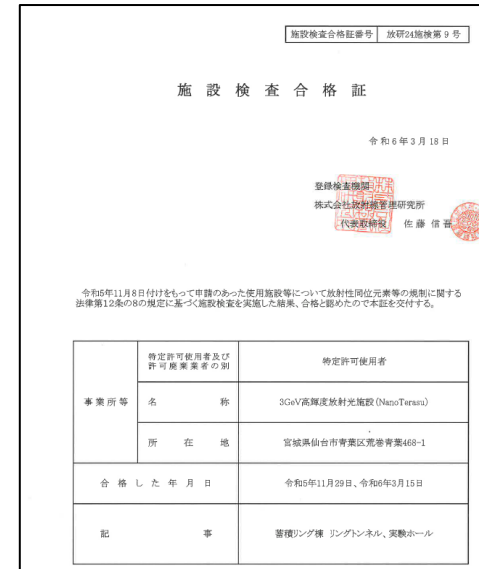 施設検査合格証番号 放研24施検第9号
施設検査合格証
令和6年3月18日
登録検査機関
株式会社放射線管理研究所
代表取締役 佐藤信吾
令和5年11月8日付けをもって申請のあった使用施設等について放射性同位元素等の規制に関する
法律第12条の8の規定に基づく施設検査を実施した結果、合格と認めたので本証を交付する。
事業所等
特定許可使用者及び
許可廃棄業者の別
特定許可使用者
名称
3GeV高輝度放射光施設(NanoTerasu)
所在地
宮城県仙台市青葉区荒巻青葉468-1
合格した年月日
令和5年11月29日、令和6年3月15日
記事
蓄積リング棟 リングトンネル、実験ホール